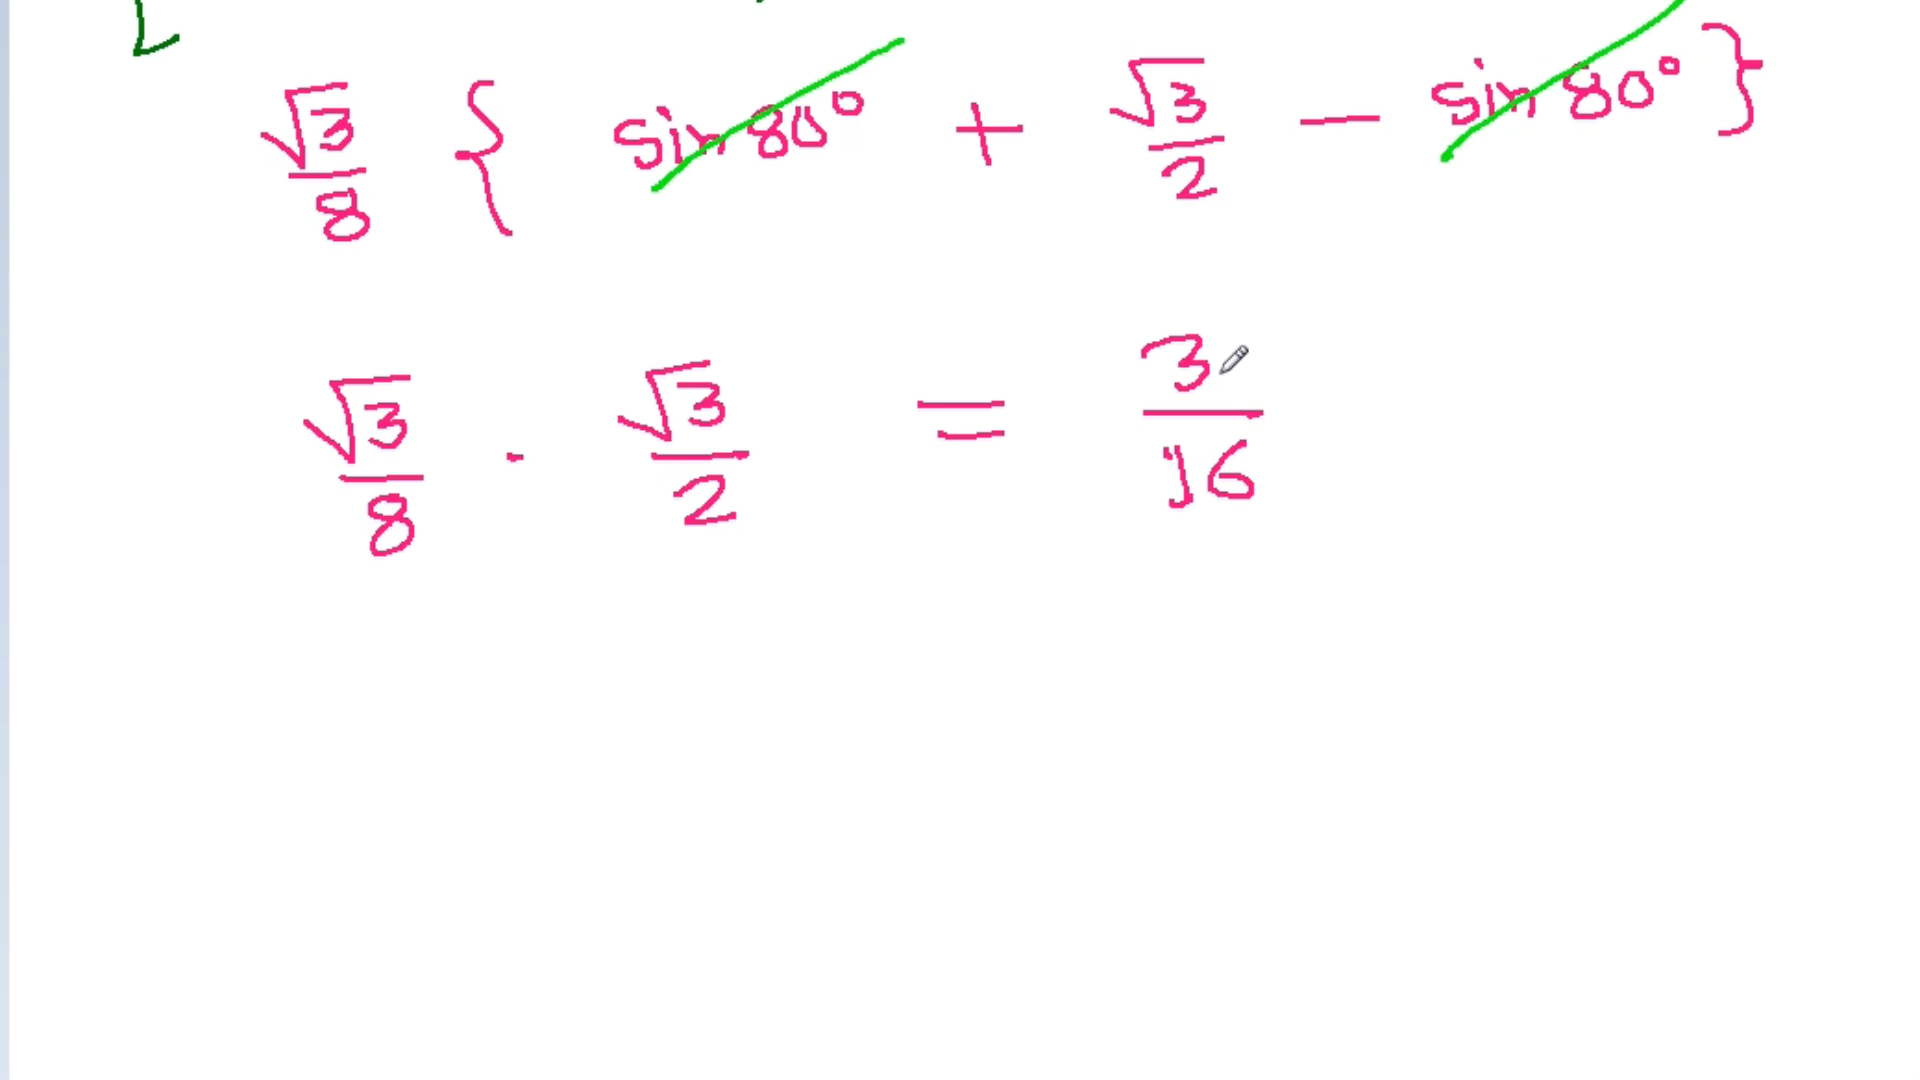 √3/8 { sin 80° + √3/2 − sin 80° }
√3/8 · √3/2 = 3/16